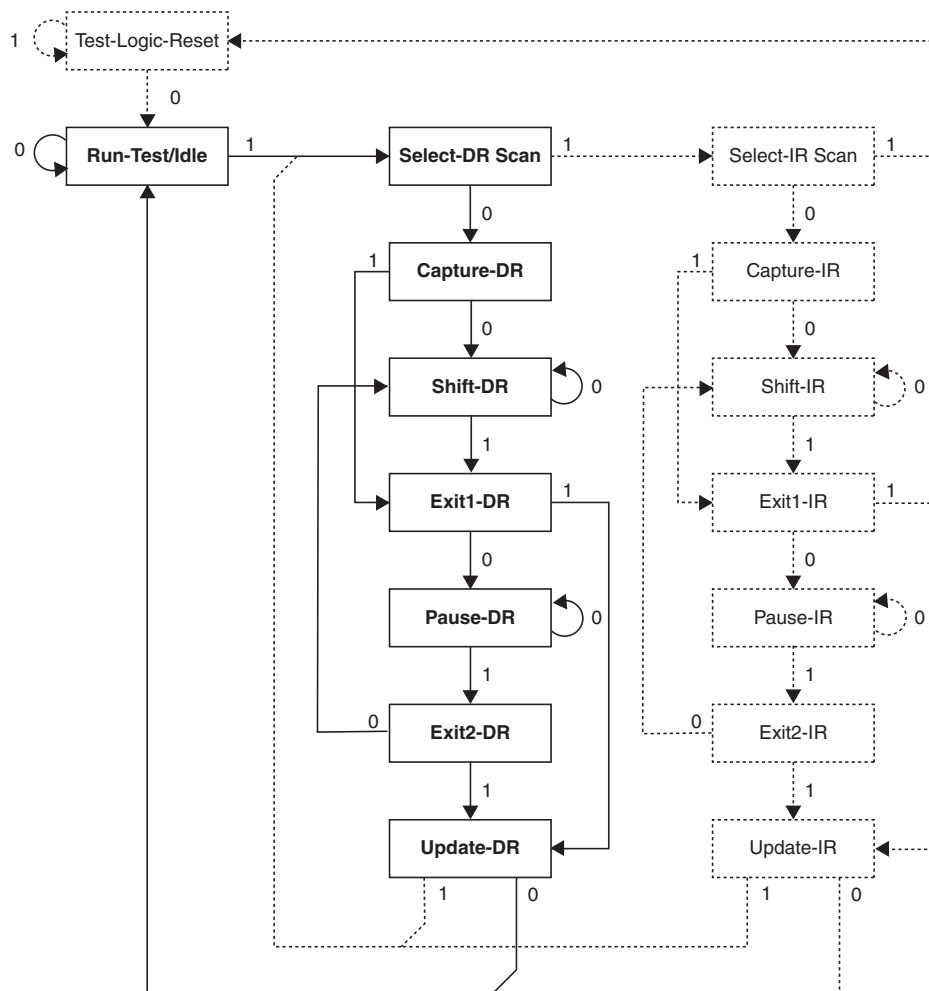 1
Test-Logic-Reset
0
0
Run-Test/Idle
1
Select-DR Scan
1
Select-IR Scan
1
0
0
1
Capture-DR
1
Capture-IR
0
0
Shift-DR
0
Shift-IR
0
1
1
Exit1-DR
1
Exit1-IR
1
0
0
Pause-DR
0
Pause-IR
0
1
1
0
Exit2-DR
0
Exit2-IR
1
1
Update-DR
Update-IR
1
0
1
0